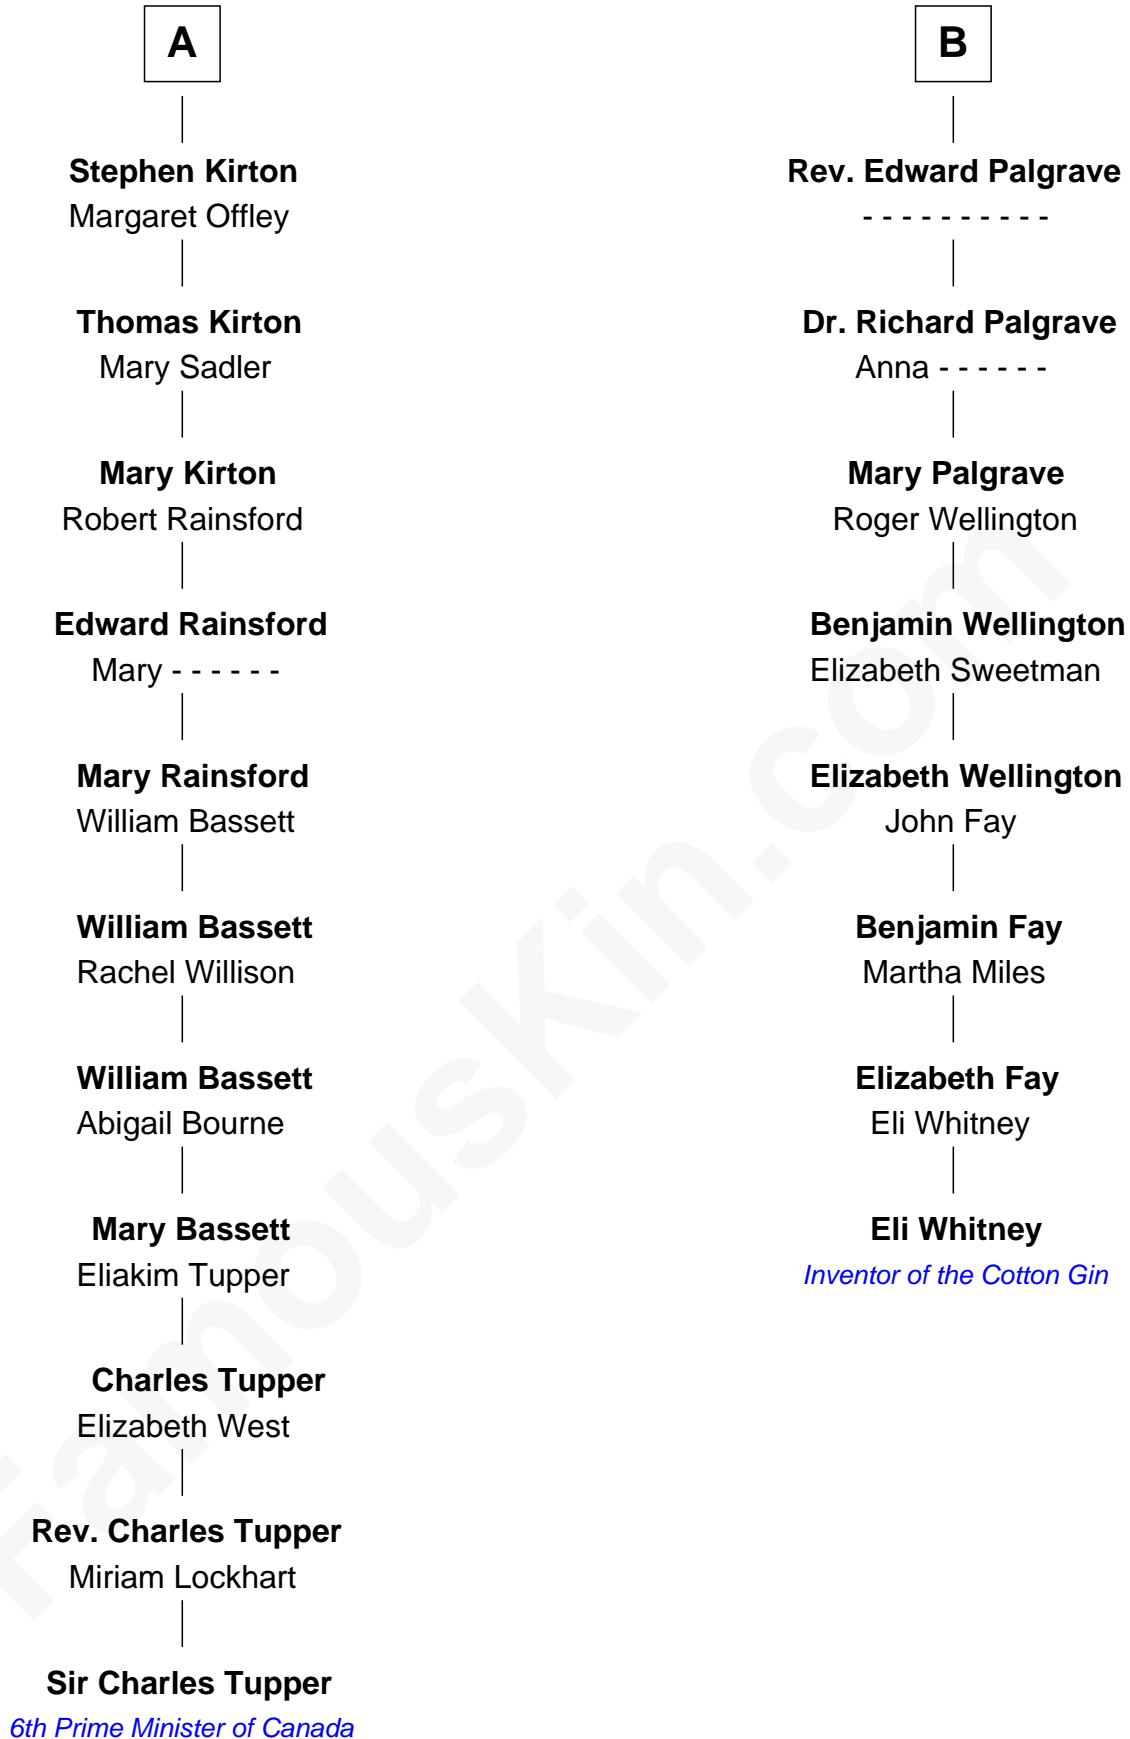 A
Stephen Kirton
Margaret Offley
Thomas Kirton
Mary Sadler
Mary Kirton
Robert Rainsford
Edward Rainsford
Mary - - - - - -
Mary Rainsford
William Bassett
William Bassett
Rachel Willison
William Bassett
Abigail Bourne
Mary Bassett
Eliakim Tupper
Charles Tupper
Elizabeth West
Rev. Charles Tupper
Miriam Lockhart
Sir Charles Tupper
6th Prime Minister of Canada
B
Rev. Edward Palgrave
- - - - - - - - - -
Dr. Richard Palgrave
Anna - - - - - -
Mary Palgrave
Roger Wellington
Benjamin Wellington
Elizabeth Sweetman
Elizabeth Wellington
John Fay
Benjamin Fay
Martha Miles
Elizabeth Fay
Eli Whitney
Eli Whitney
Inventor of the Cotton Gin
FamousKin.com